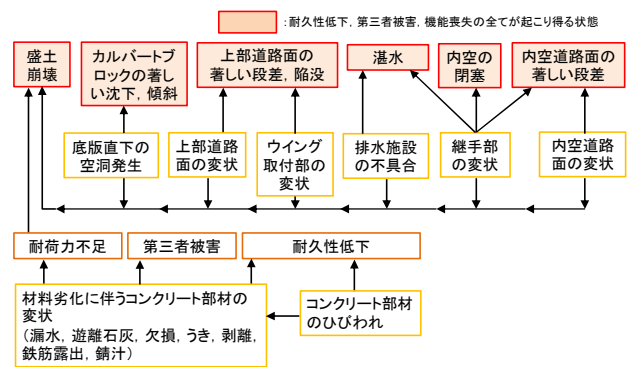 ：耐久性低下，第三者被害，機能喪失の全てが起こり得る状態
盛土
崩壊
カルバートブ
ロックの著し
い沈下，傾斜
上部道路面の
著しい段差，陥没
湛水
内空の
閉塞
内空道路面の
著しい段差
底版直下の
空洞発生
上部道路
面の変状
ウイング
取付部の
変状
排水施設
の不具合
継手部
の変状
内空道路
面の変状
耐荷力不足
第三者被害
耐久性低下
材料劣化に伴うコンクリート部材の
変状
（漏水，遊離石灰，欠損，うき，剥離，
鉄筋露出，錆汁）
コンクリート部材
のひびわれ